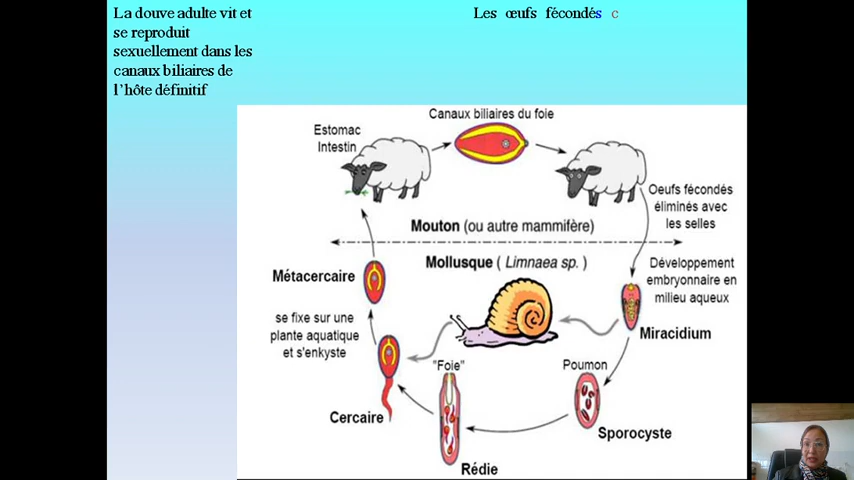 La douve adulte vit et
se reproduit
sexuellement dans les
canaux biliaires de
l'hôte définitif
Les œufs fécondés c
Canaux biliaires du foie
Estomac
Intestin
Oeufs fécondés
éliminés avec
les selles
Mouton (ou autre mammifère)
Mollusque ( Limnaea sp. )
Développement
embryonnaire en
milieu aqueux
Métacercaire
Miracidium
se fixe sur une
plante aquatique
et s'enkyste
"Foie"
Poumon
Cercaire
Sporocyste
Rédie